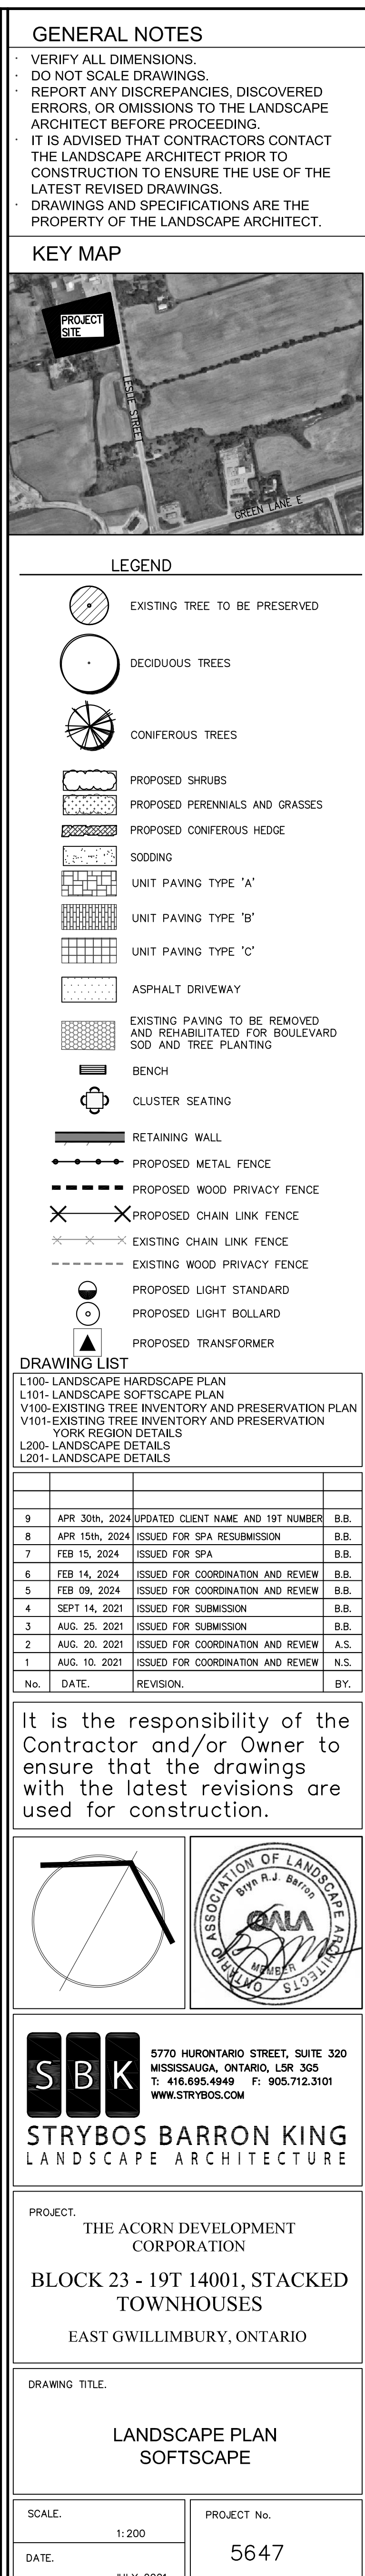 GENERAL NOTES
· VERIFY ALL DIMENSIONS.
· DO NOT SCALE DRAWINGS.
· REPORT ANY DISCREPANCIES, DISCOVERED
ERRORS, OR OMISSIONS TO THE LANDSCAPE
ARCHITECT BEFORE PROCEEDING.
· IT IS ADVISED THAT CONTRACTORS CONTACT
THE LANDSCAPE ARCHITECT PRIOR TO
CONSTRUCTION TO ENSURE THE USE OF THE
LATEST REVISED DRAWINGS.
· DRAWINGS AND SPECIFICATIONS ARE THE
PROPERTY OF THE LANDSCAPE ARCHITECT.
KEY MAP
PROJECT
SITE
LESLIE STREET
GREEN LANE E
LEGEND
EXISTING TREE TO BE PRESERVED
DECIDUOUS TREES
CONIFEROUS TREES
PROPOSED SHRUBS
PROPOSED PERENNIALS AND GRASSES
PROPOSED CONIFEROUS HEDGE
SODDING
UNIT PAVING TYPE 'A'
UNIT PAVING TYPE 'B'
UNIT PAVING TYPE 'C'
ASPHALT DRIVEWAY
EXISTING PAVING TO BE REMOVED
AND REHABILITATED FOR BOULEVARD
SOD AND TREE PLANTING
BENCH
CLUSTER SEATING
RETAINING WALL
PROPOSED METAL FENCE
PROPOSED WOOD PRIVACY FENCE
PROPOSED CHAIN LINK FENCE
EXISTING CHAIN LINK FENCE
EXISTING WOOD PRIVACY FENCE
PROPOSED LIGHT STANDARD
PROPOSED LIGHT BOLLARD
PROPOSED TRANSFORMER
DRAWING LIST
L100- LANDSCAPE HARDSCAPE PLAN
L101- LANDSCAPE SOFTSCAPE PLAN
V100-EXISTING TREE INVENTORY AND PRESERVATION PLAN
V101-EXISTING TREE INVENTORY AND PRESERVATION
YORK REGION DETAILS
L200- LANDSCAPE DETAILS
L201- LANDSCAPE DETAILS
9 APR 30th, 2024 UPDATED CLIENT NAME AND 19T NUMBER B.B.
8 APR 15th, 2024 ISSUED FOR SPA RESUBMISSION B.B.
7 FEB 15, 2024 ISSUED FOR SPA B.B.
6 FEB 14, 2024 ISSUED FOR COORDINATION AND REVIEW B.B.
5 FEB 09, 2024 ISSUED FOR COORDINATION AND REVIEW B.B.
4 SEPT 14, 2021 ISSUED FOR SUBMISSION B.B.
3 AUG. 25. 2021 ISSUED FOR SUBMISSION B.B.
2 AUG. 20. 2021 ISSUED FOR COORDINATION AND REVIEW A.S.
1 AUG. 10. 2021 ISSUED FOR COORDINATION AND REVIEW N.S.
No. DATE. REVISION. BY.
It is the responsibility of the
Contractor and/or Owner to
ensure that the drawings
with the latest revisions are
used for construction.
ONTARIO ASSOCIATION OF LANDSCAPE ARCHITECTS
Bryn R.J. Barron
OALA
MEMBER
SBK
5770 HURONTARIO STREET, SUITE 320
MISSISSAUGA, ONTARIO, L5R 3G5
T: 416.695.4949 F: 905.712.3101
WWW.STRYBOS.COM
STRYBOS BARRON KING
LANDSCAPE ARCHITECTURE
PROJECT.
THE ACORN DEVELOPMENT
CORPORATION
BLOCK 23 - 19T 14001, STACKED
TOWNHOUSES
EAST GWILLIMBURY, ONTARIO
DRAWING TITLE.
LANDSCAPE PLAN
SOFTSCAPE
SCALE.
1:200
PROJECT No.
5647
DATE.